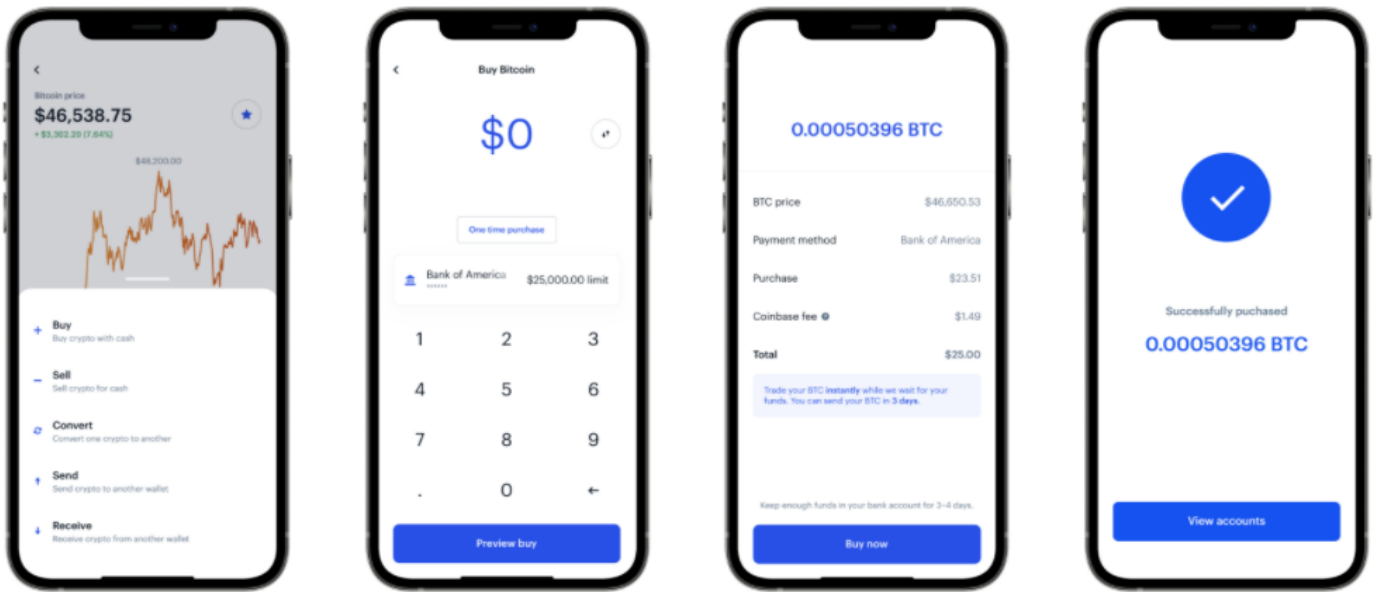 Bitcoin price
$46,538.75
+ $3,302.20 (7.64%)
$48,200.00
+ Buy
Buy crypto with cash
− Sell
Sell crypto for cash
Convert
Convert one crypto to another
Send
Send crypto to another wallet
Receive
Receive crypto from another wallet
Buy Bitcoin
$0
One time purchase
Bank of America $25,000.00 limit
******
1 2 3
4 5 6
7 8 9
. 0 ←
Preview buy
0.00050396 BTC
BTC price $46,650.53
Payment method Bank of America
Purchase $23.51
Coinbase fee $1.49
Total $25.00
Trade your BTC instantly while we wait for your
funds. You can send your BTC in 3 days.
Keep enough funds in your bank account for 3-4 days.
Buy now
Successfully puchased
0.00050396 BTC
View accounts